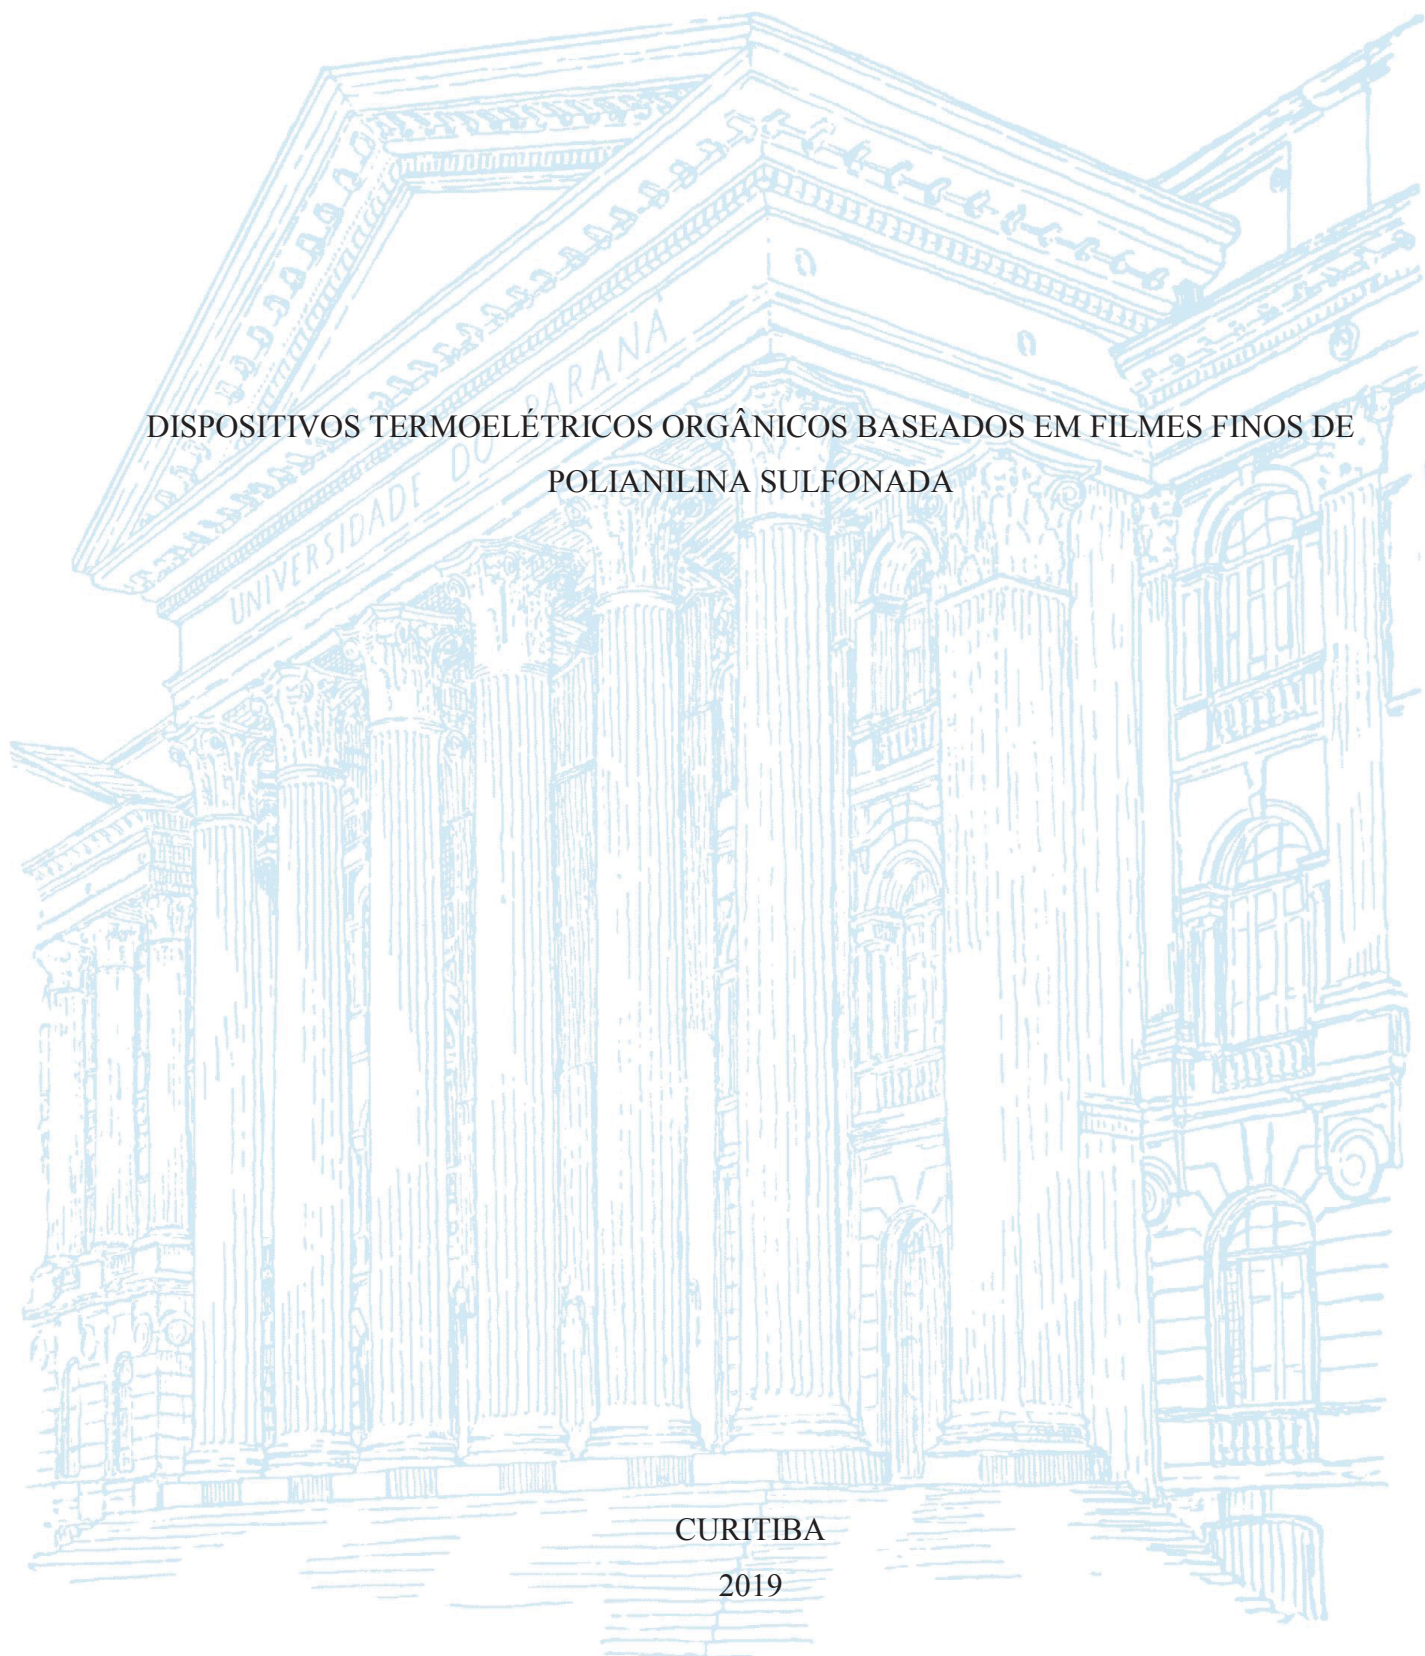 UNIVERSIDADE DO PARANÁ
DISPOSITIVOS TERMOELÉTRICOS ORGÂNICOS BASEADOS EM FILMES FINOS DE
POLIANILINA SULFONADA
CURITIBA
2019